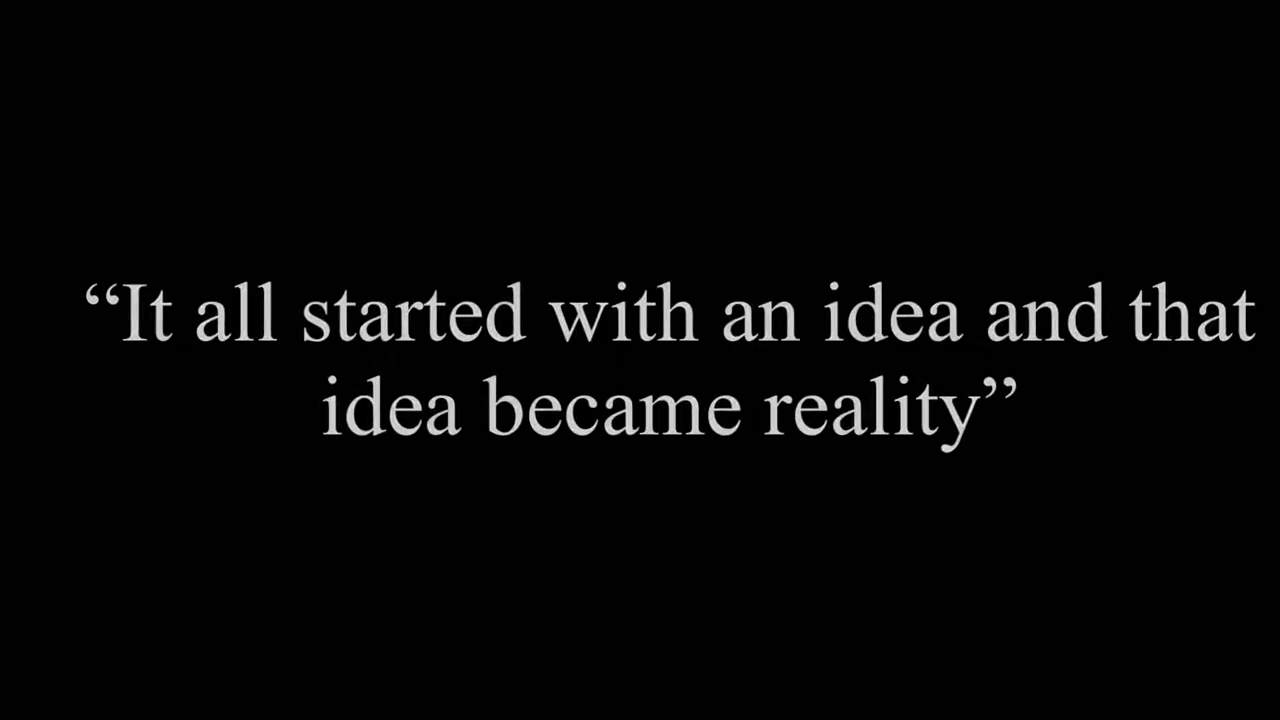 “It all started with an idea and that
idea became reality”